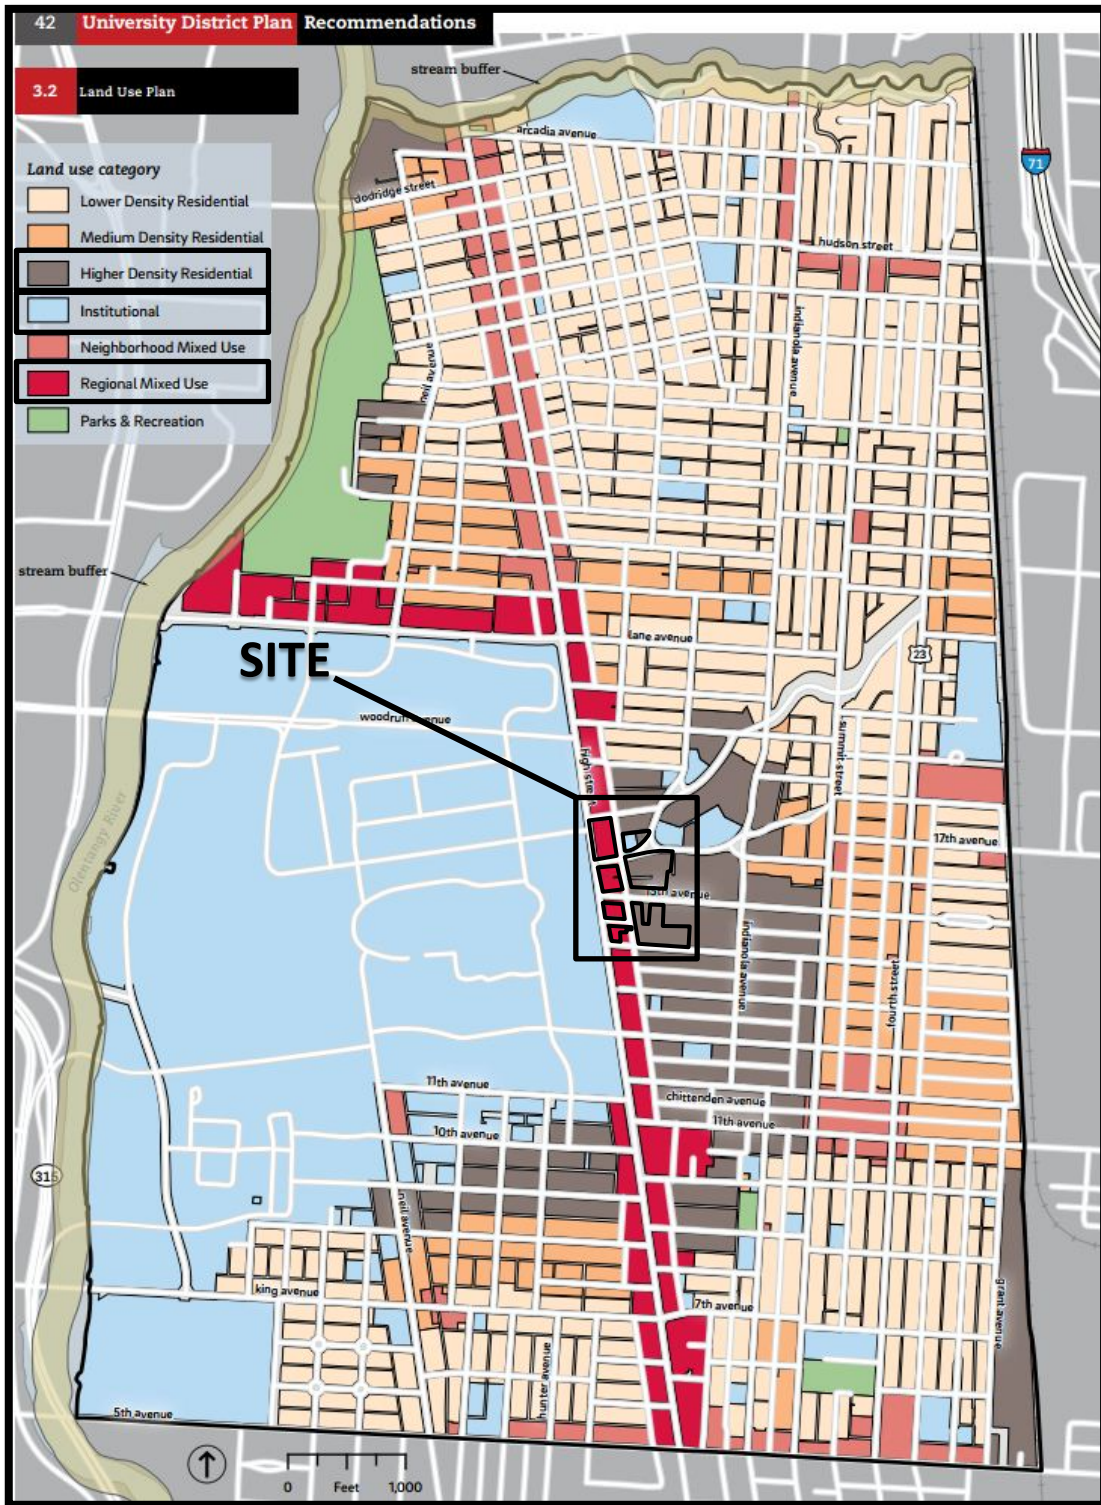 42 University District Plan Recommendations
3.2 Land Use Plan
stream buffer
arcadia avenue
71
Land use category
Lower Density Residential
Medium Density Residential
Higher Density Residential
Institutional
Neighborhood Mixed Use
Regional Mixed Use
Parks & Recreation
dodridge street
hudson street
indianola avenue
neil avenue
stream buffer
lane avenue
23
SITE
woodruff avenue
high street
summit street
Olentangy River
17th avenue
15th avenue
indianola avenue
fourth street
11th avenue
chittenden avenue
11th avenue
10th avenue
315
neil avenue
king avenue
7th avenue
grant avenue
hunter avenue
5th avenue
0 Feet 1,000